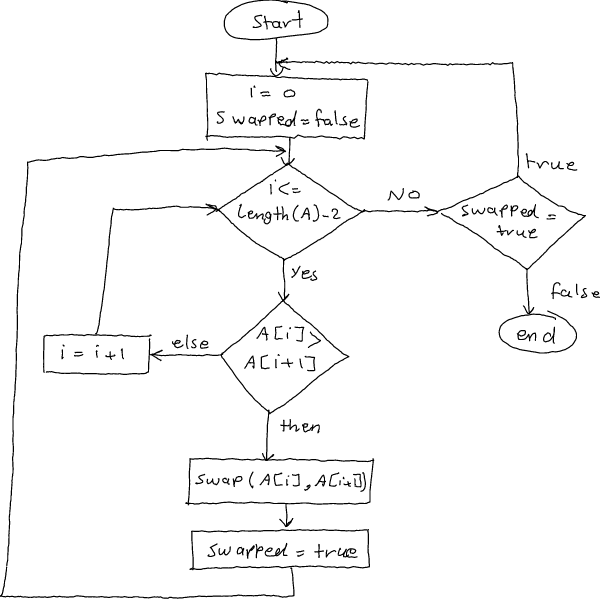 Start
i = 0
Swapped=false
true
i<=
length(A)-2
NO
swapped =
true
yes
false
A[i]>
A[i+1]
else
i = i+1
end
then
swap(A[i],A[i+1])
swapped = true